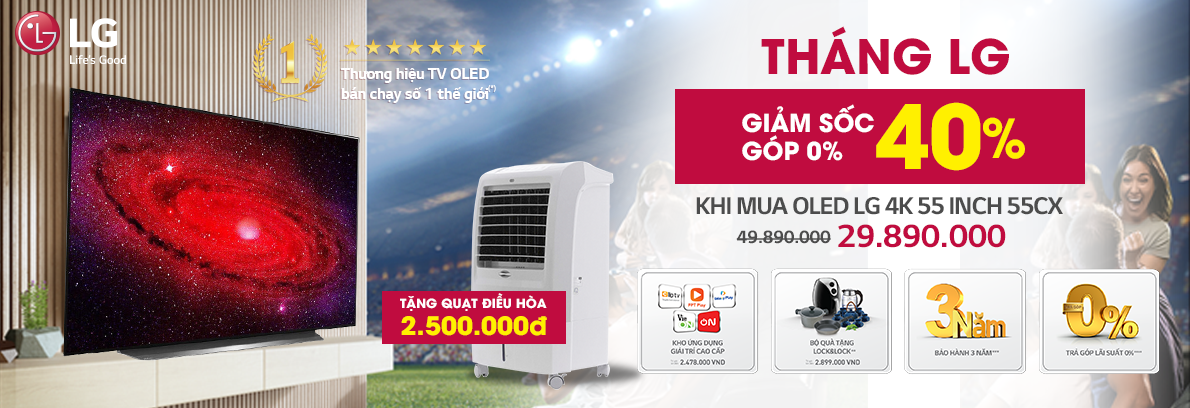 LG
Life's Good
1
Thương hiệu TV OLED
bán chạy số 1 thế giới(*)
THÁNG LG
GIẢM SỐC
GÓP 0%
40%
KHI MUA OLED LG 4K 55 INCH 55CX
49.890.000 29.890.000
TẶNG QUẠT ĐIỀU HÒA
2.500.000đ
KHO ỨNG DỤNG
GIẢI TRÍ CAO CẤP
2.478.000 VND
BỘ QUÀ TẶNG
LOCK&LOCK**
2.899.000 VND
3 Năm
BẢO HÀNH 3 NĂM***
0%
TRẢ GÓP LÃI SUẤT 0%****
FPT Play
ON